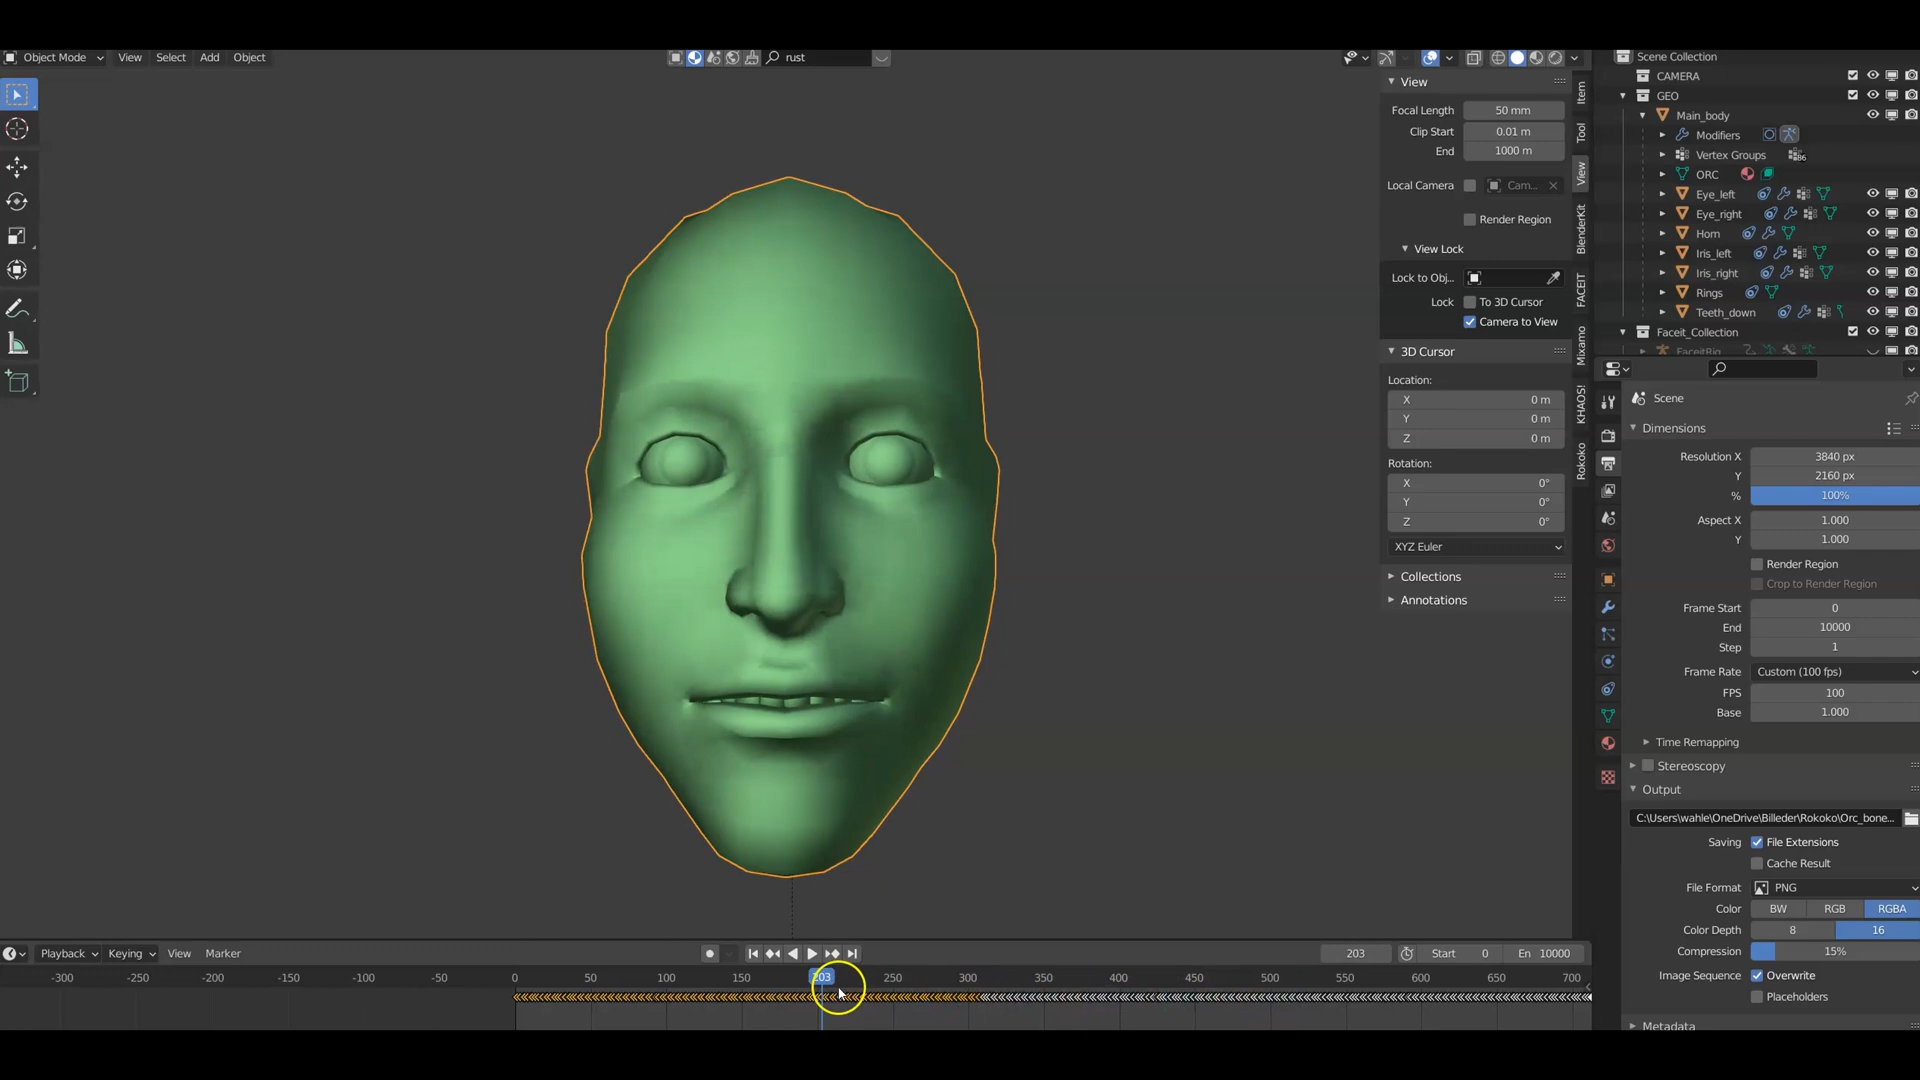 Object Mode View Select Add Object rust
View
Focal Length 50 mm
Clip Start 0.01 m
End 1000 m
Local Camera Cam...
Render Region
View Lock
Lock to Obj...
Lock To 3D Cursor
Camera to View
3D Cursor
Location:
X 0 m
Y 0 m
Z 0 m
Rotation:
X 0°
Y 0°
Z 0°
XYZ Euler
Collections
Annotations
Item
Tool
View
BlenderKit
FACEIT
Mixamo
KHAOS!
Rokoko
Scene Collection
CAMERA
GEO
Main_body
Modifiers
Vertex Groups 86
ORC
Eye_left
Eye_right
Horn
Iris_left
Iris_right
Rings
Teeth_down
Faceit_Collection
FaceitRig
Scene
Dimensions
Resolution X 3840 px
Y 2160 px
% 100%
Aspect X 1.000
Y 1.000
Render Region
Crop to Render Region
Frame Start 0
End 10000
Step 1
Frame Rate Custom (100 fps)
FPS 100
Base 1.000
Time Remapping
Stereoscopy
Output
C:\Users\wahle\OneDrive\Billeder\Rokoko\Orc_bone...
Saving File Extensions
Cache Result
File Format PNG
Color BW RGB RGBA
Color Depth 8 16
Compression 15%
Image Sequence Overwrite
Placeholders
Metadata
Playback Keying View Marker 203 Start 0 En 10000
-300 -250 -200 -150 -100 -50 0 50 100 150 203 250 300 350 400 450 500 550 600 650 700